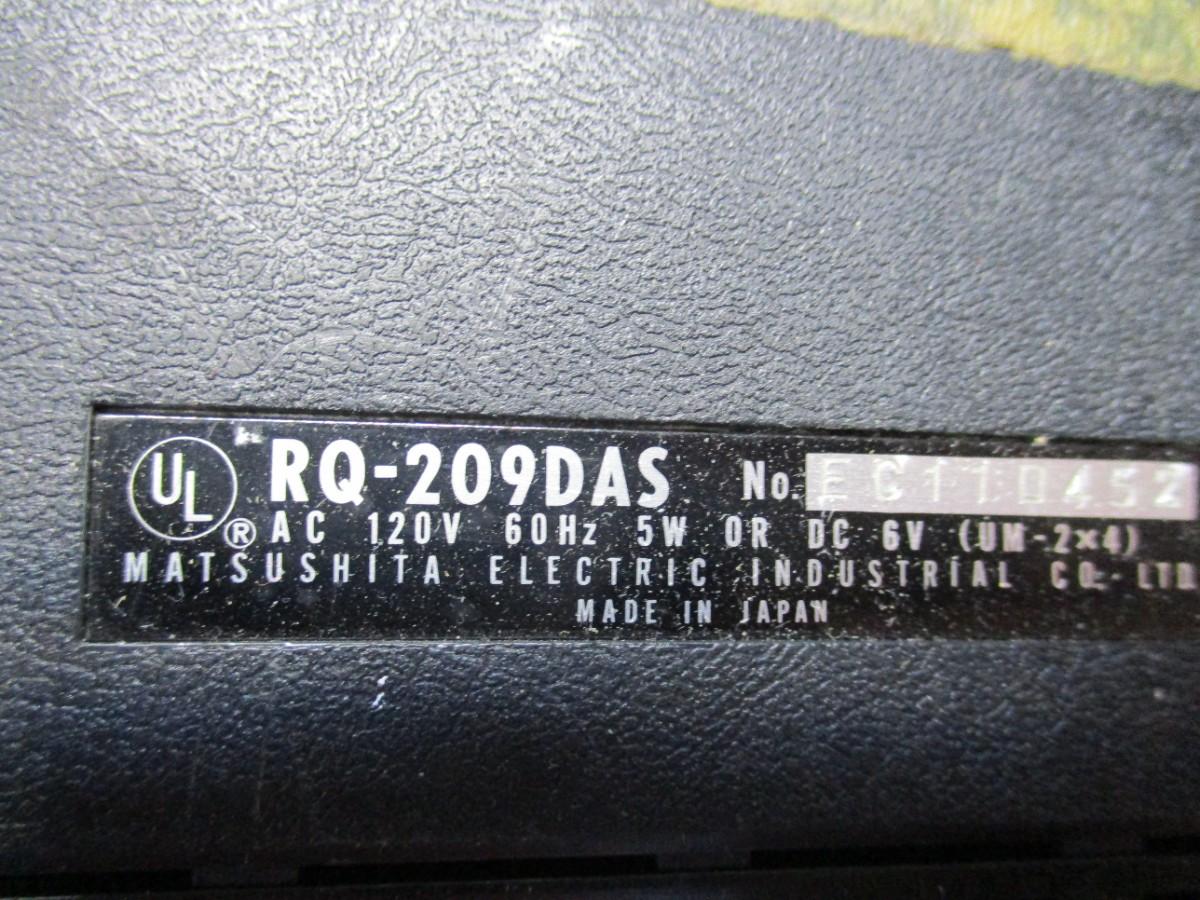 UL ® RQ-209DAS No. EC110452
AC 120V 60Hz 5W OR DC 6V (UM-2×4)
MATSUSHITA ELECTRIC INDUSTRIAL CO. LTD
MADE IN JAPAN